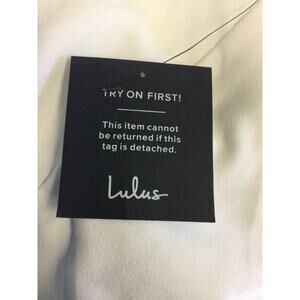 TRY ON FIRST!
This item cannot
be returned if this
tag is detached.
Lulus